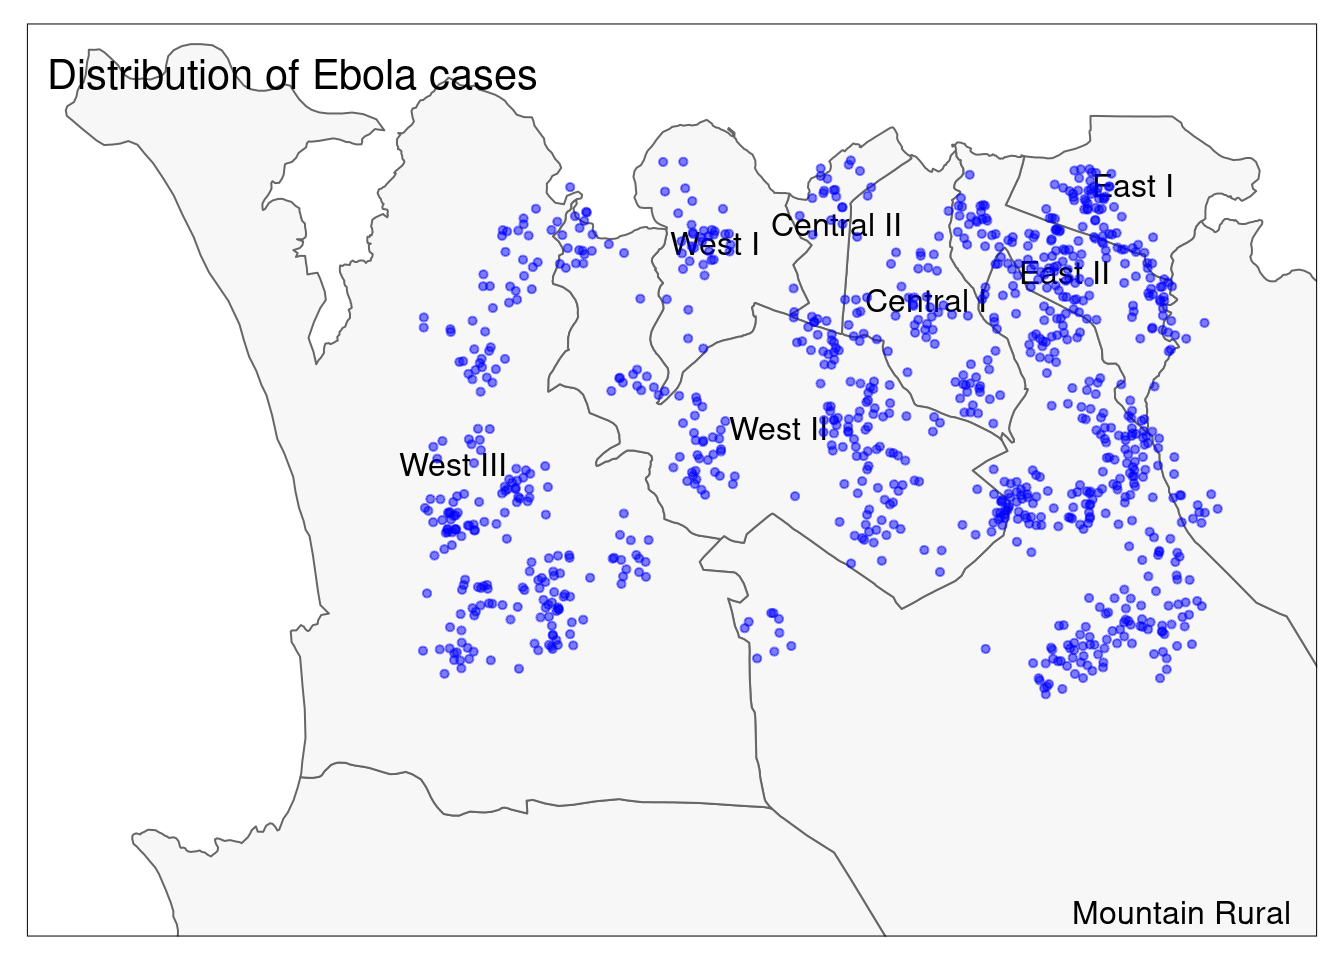 Distribution of Ebola cases
East I
Central II
West I
East II
Central I
West II
West III
Mountain Rural